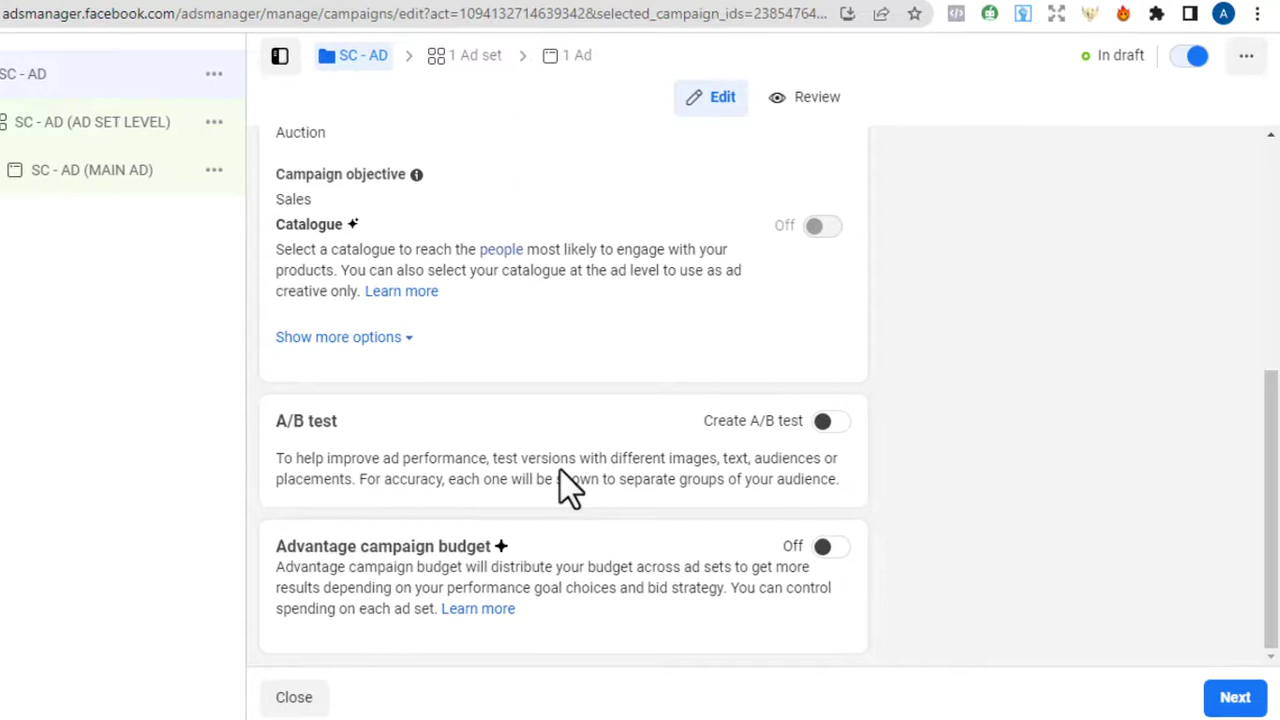 adsmanager.facebook.com/adsmanager/manage/campaigns/edit?act=1094132714639342&selected_campaign_ids=23854764...
A
SC - AD
SC - AD
1 Ad set
1 Ad
In draft
SC - AD (AD SET LEVEL)
SC - AD (MAIN AD)
Edit
Review
Auction
Campaign objective
Sales
Catalogue
Off
Select a catalogue to reach the people most likely to engage with your
products. You can also select your catalogue at the ad level to use as ad
creative only. Learn more
Show more options
A/B test
Create A/B test
To help improve ad performance, test versions with different images, text, audiences or
placements. For accuracy, each one will be shown to separate groups of your audience.
Advantage campaign budget
Off
Advantage campaign budget will distribute your budget across ad sets to get more
results depending on your performance goal choices and bid strategy. You can control
spending on each ad set. Learn more
Close
Next